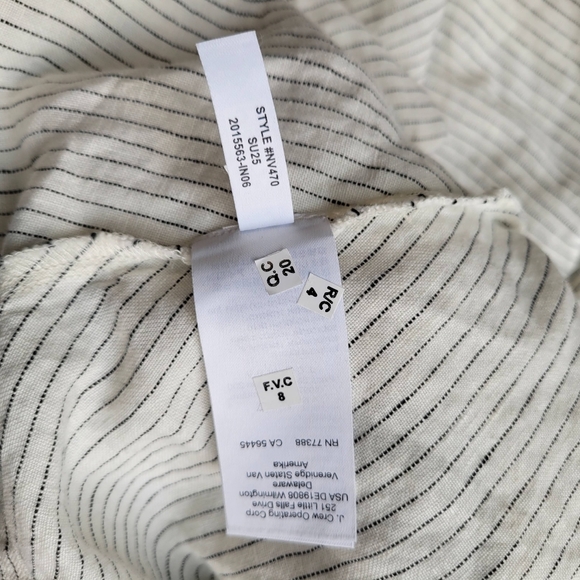 STYLE #NV470
SU25
2015563-IN06
Q.C
20
R/C
4
F.V.C
8
RN 77388 CA 56445
J. Crew Operating Corp
251 Little Falls Drive
USA DE19808 Wilmington
Delaware
Verenidge Staten Van
Amerika